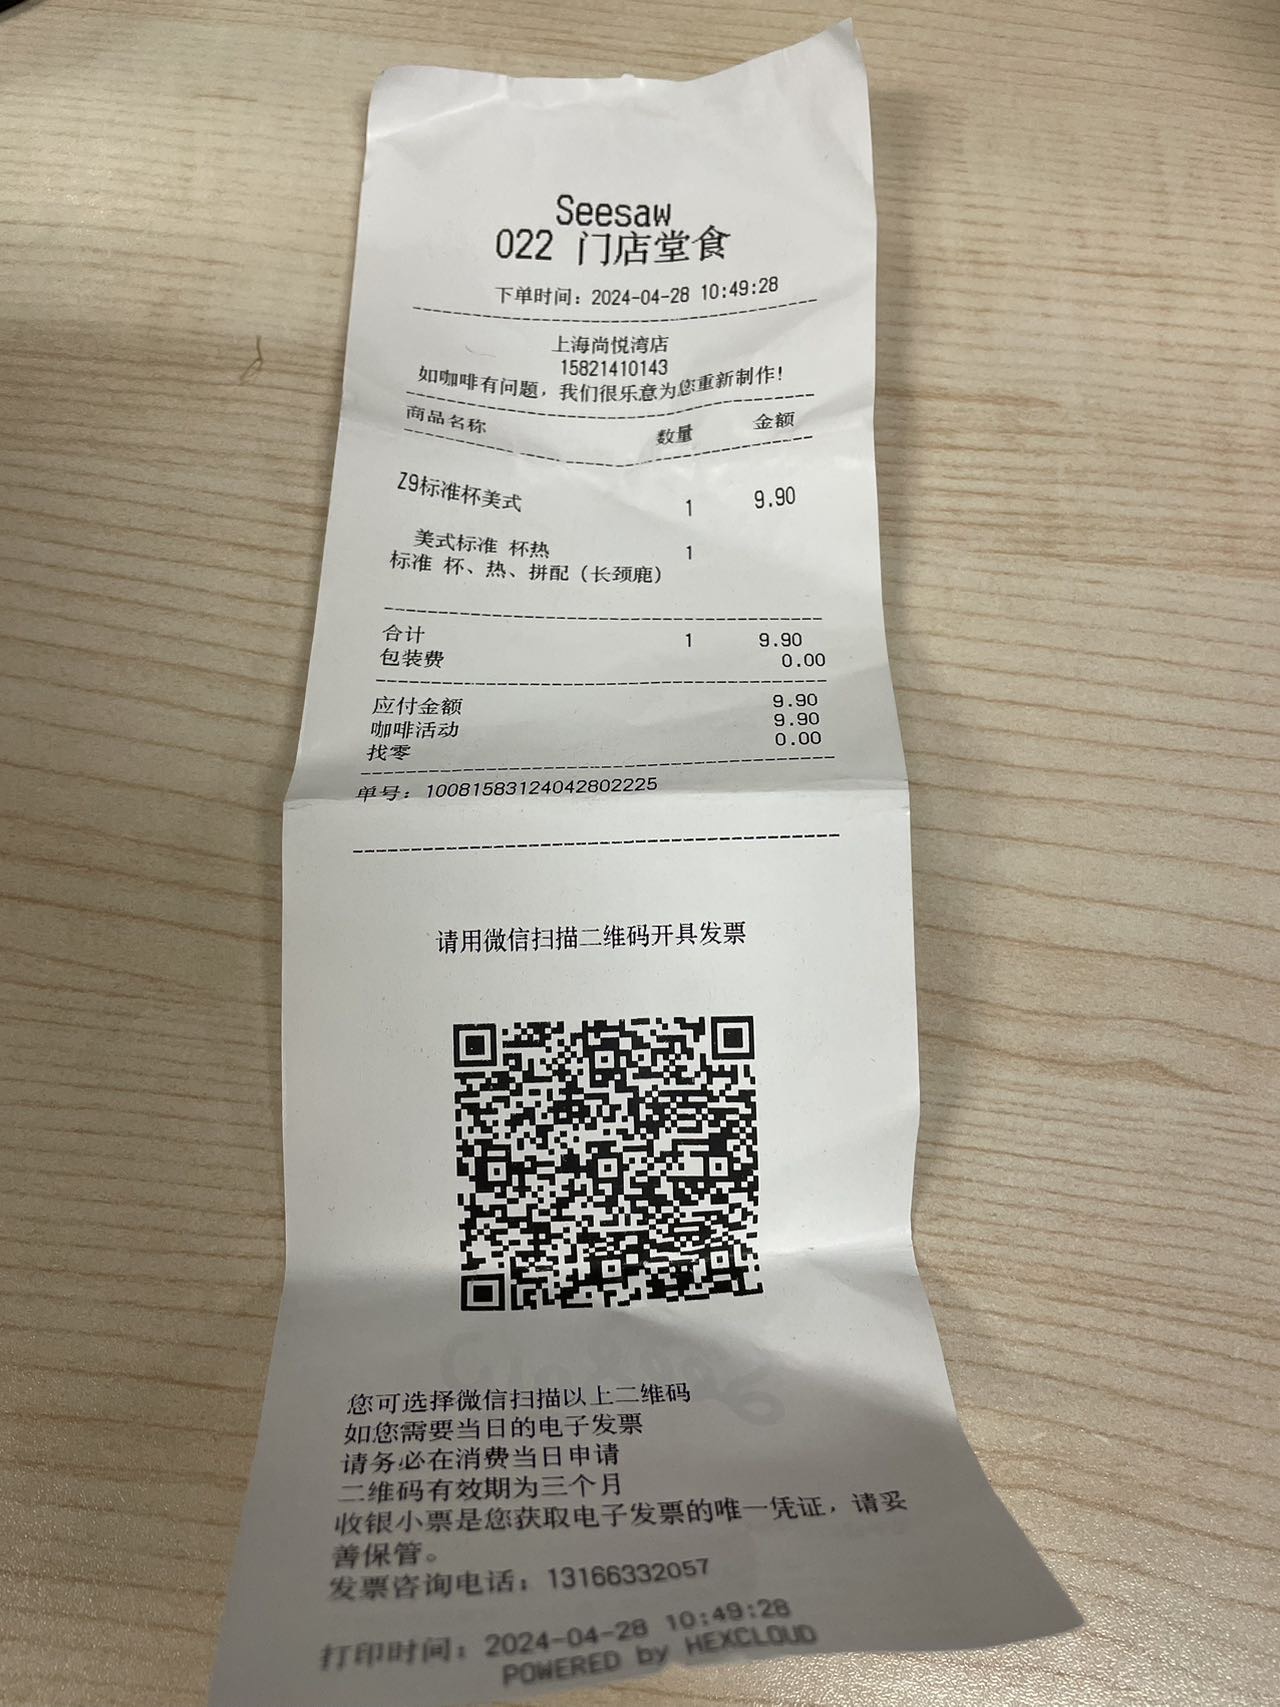 Seesaw
022 门店堂食
下单时间：2024-04-28 10:49:28
上海尚悦湾店
15821410143
如咖啡有问题，我们很乐意为您重新制作！
商品名称 数量 金额
Z9标准杯美式 1 9.90
美式标准 杯热 1
标准 杯、热、拼配（长颈鹿）
合计 1 9.90
包装费 0.00
应付金额 9.90
咖啡活动 9.90
找零 0.00
单号：10081583124042802225
请用微信扫描二维码开具发票
您可选择微信扫描以上二维码
如您需要当日的电子发票
请务必在消费当日申请
二维码有效期为三个月
收银小票是您获取电子发票的唯一凭证，请妥
善保管。
发票咨询电话：13166332057
打印时间：2024-04-28 10:49:28
POWERED by HEXCLOUD